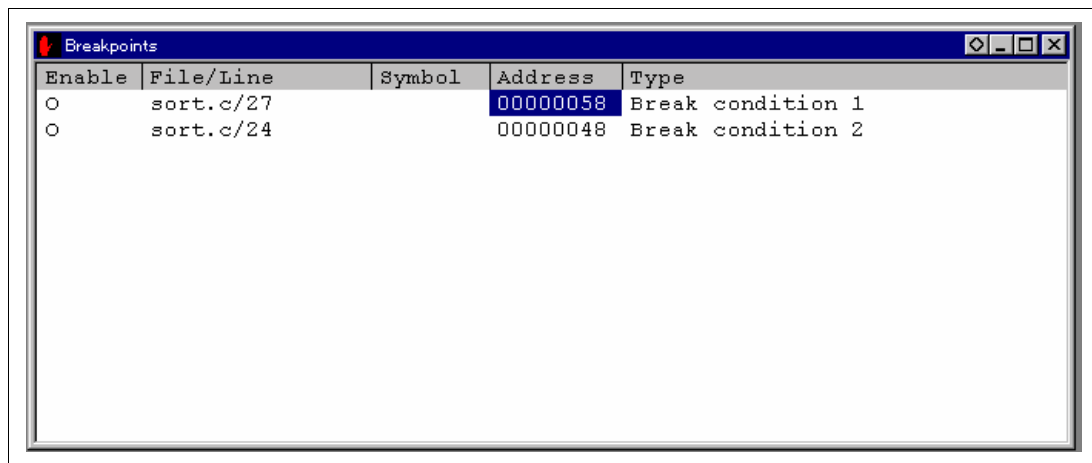 Breakpoints
Enable File/Line Symbol Address Type
O sort.c/27 00000058 Break condition 1
O sort.c/24 00000048 Break condition 2